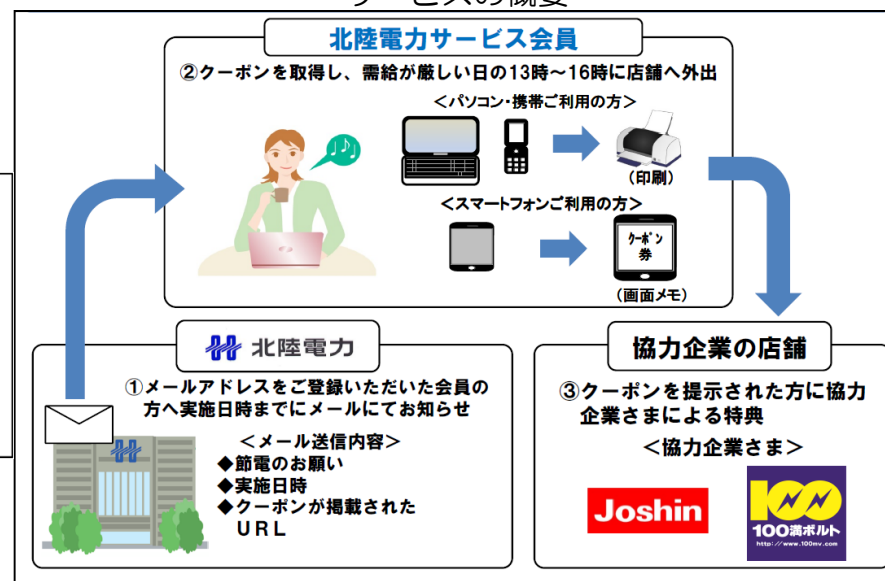 サービスの概要
北陸電力サービス会員
②クーポンを取得し、需給が厳しい日の13時～16時に店舗へ外出
＜パソコン・携帯ご利用の方＞
(印刷)
＜スマートフォンご利用の方＞
クーポン
券
(画面メモ)
北陸電力
①メールアドレスをご登録いただいた会員の
方へ実施日時までにメールにてお知らせ
＜メール送信内容＞
◆節電のお願い
◆実施日時
◆クーポンが掲載された
ＵＲＬ
協力企業の店舗
③クーポンを提示された方に協力
企業さまによる特典
＜協力企業さま＞
Joshin
100
100満ボルト
http://www.100mv.com